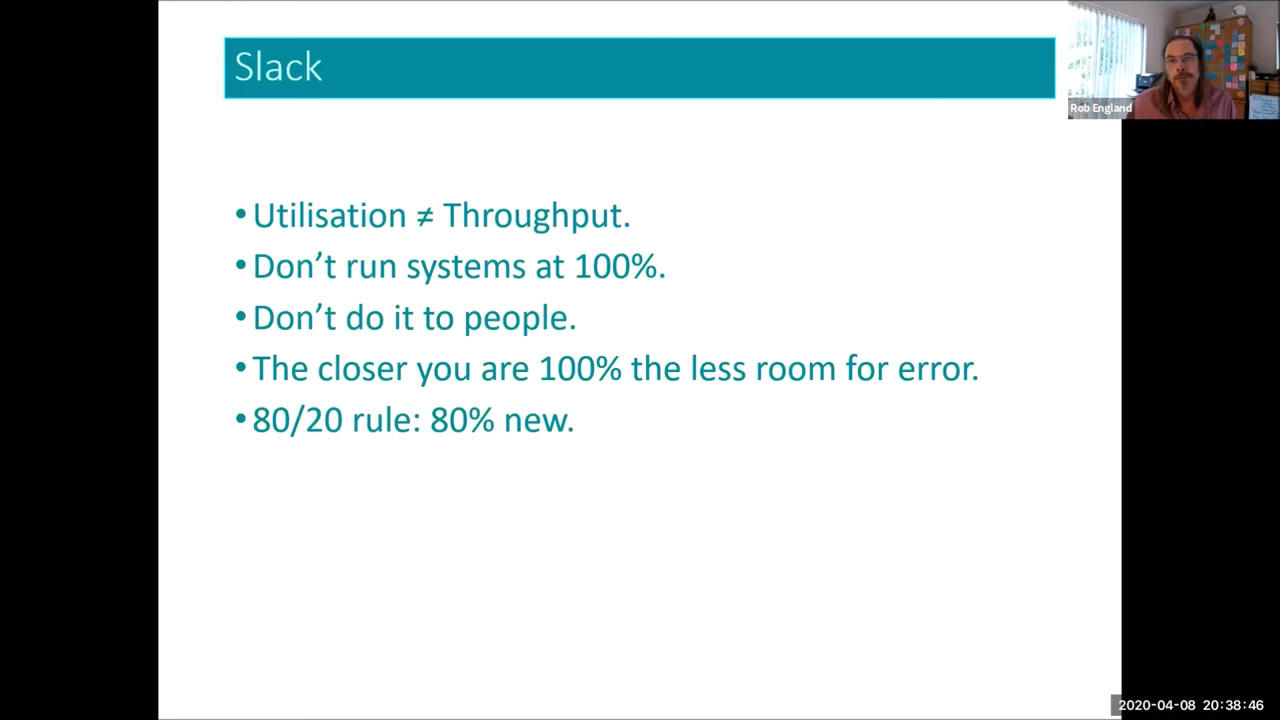 Slack
Rob England
• Utilisation ≠ Throughput.
• Don’t run systems at 100%.
• Don’t do it to people.
• The closer you are 100% the less room for error.
• 80/20 rule: 80% new.
2020-04-08 20:38:46